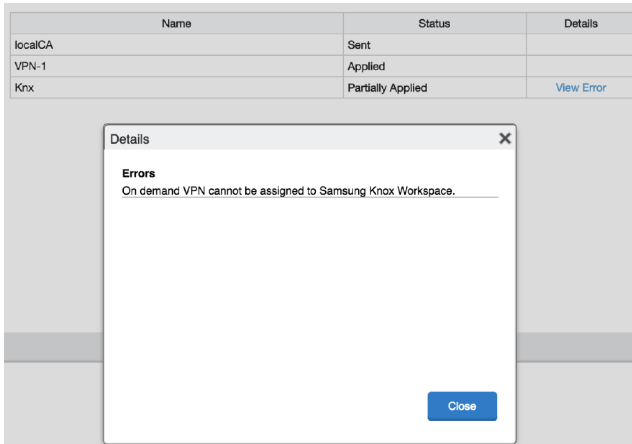 Name Status Details
localCA Sent
VPN-1 Applied
Knx Partially Applied View Error
Details
Errors
On demand VPN cannot be assigned to Samsung Knox Workspace.
Close